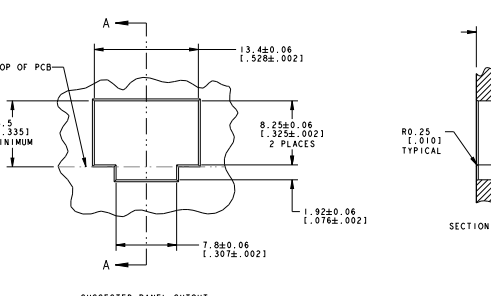 A
13.4±0.06
[.528±.002]
OP OF PCB
.5
.335]
INIMUM
8.25±0.06
[.325±.002]
2 PLACES
R0.25
[.010]
TYPICAL
1.92±0.06
[.076±.002]
SECTION
7.8±0.06
[.307±.002]
A
SUGGESTED PANEL CUTOUT